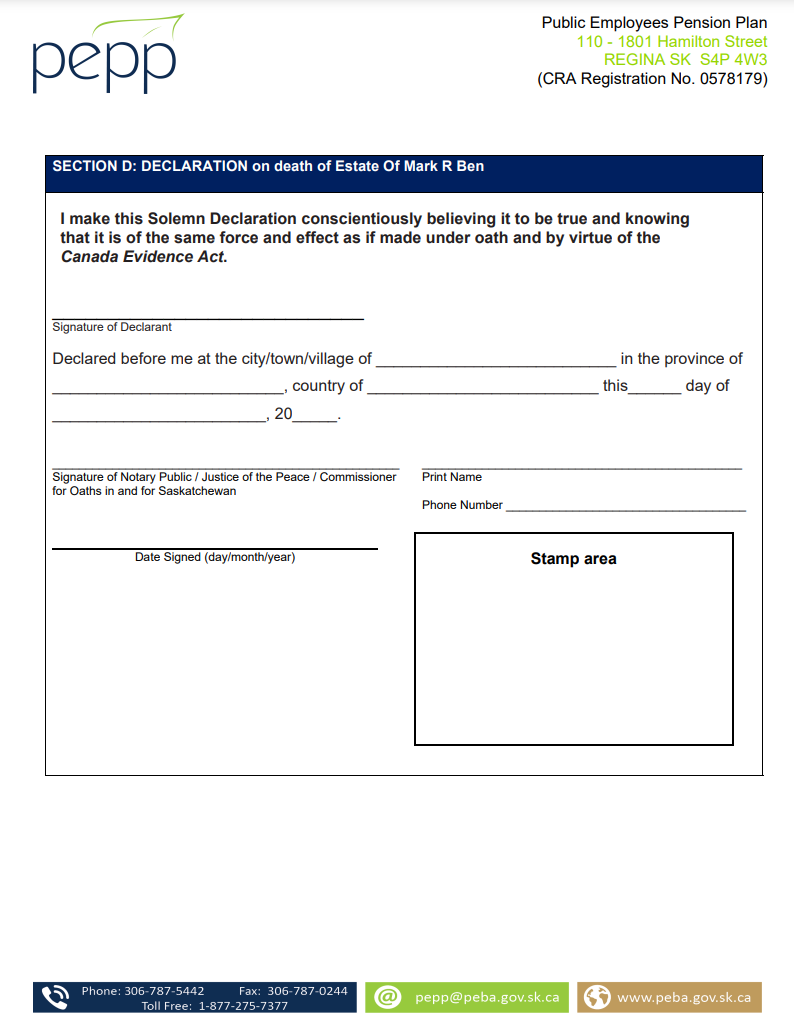 pepp
Public Employees Pension Plan
110 - 1801 Hamilton Street
REGINA SK  S4P 4W3
(CRA Registration No. 0578179)
SECTION D: DECLARATION on death of Estate Of Mark R Ben
I make this Solemn Declaration conscientiously believing it to be true and knowing
that it is of the same force and effect as if made under oath and by virtue of the
Canada Evidence Act.
Signature of Declarant
Declared before me at the city/town/village of ____________________________ in the province of
___________________________, country of ___________________________ this______ day of
_________________________, 20_____.
Signature of Notary Public / Justice of the Peace / Commissioner
for Oaths in and for Saskatchewan
Print Name
Phone Number ____________________________________
Date Signed (day/month/year)
Stamp area
Phone: 306-787-5442 Fax: 306-787-0244
Toll Free: 1-877-275-7377
pepp@peba.gov.sk.ca
www.peba.gov.sk.ca